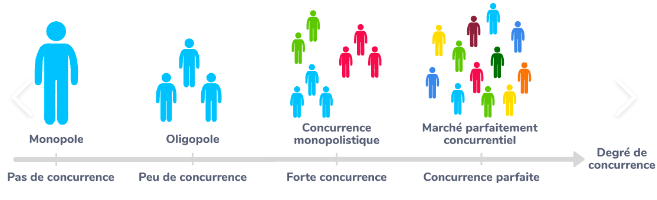 Monopole
Oligopole
Concurrence
monopolistique
Marché parfaitement
concurrentiel
Degré de
concurrence
Pas de concurrence
Peu de concurrence
Forte concurrence
Concurrence parfaite